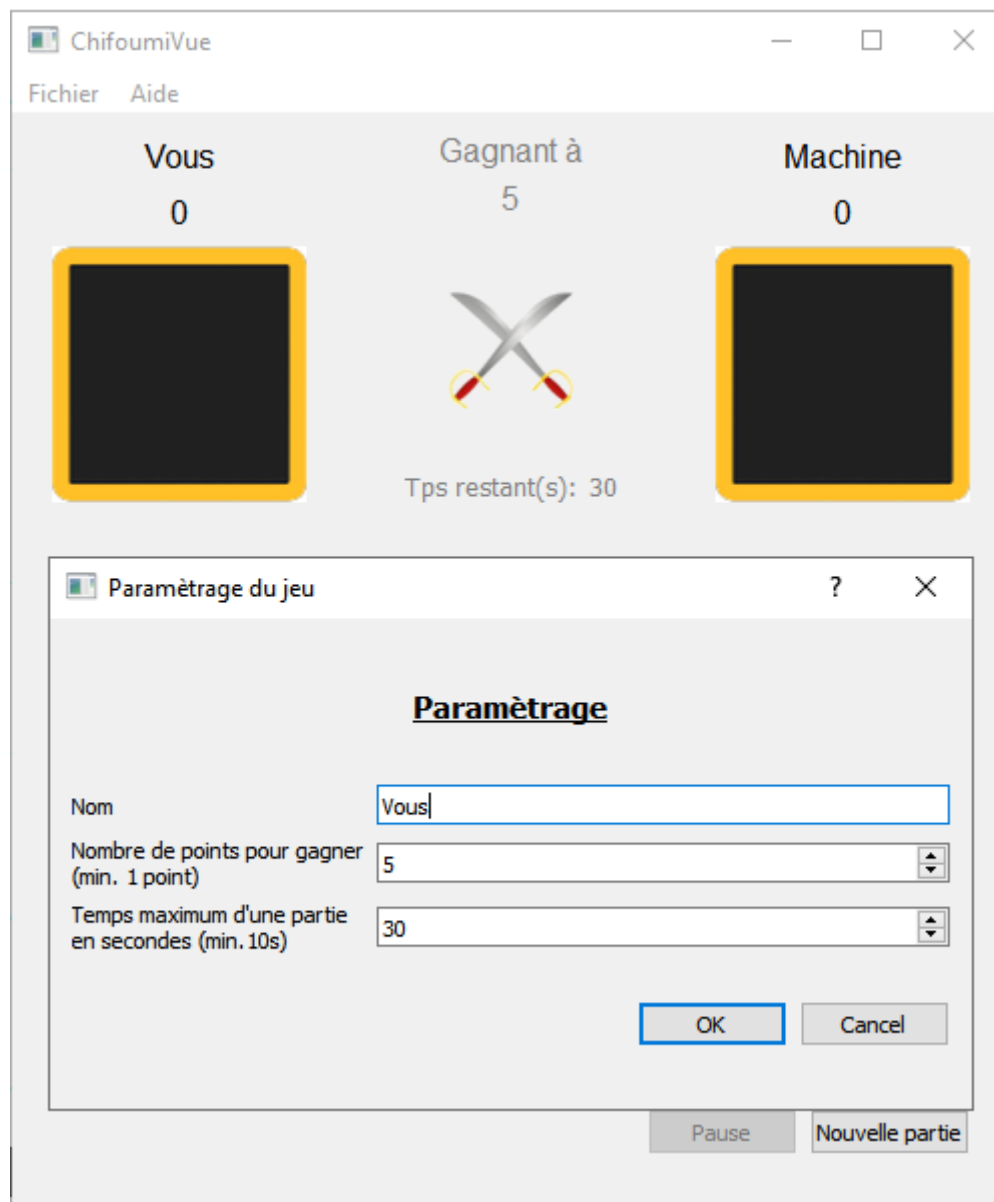 ChifoumiVue
Fichier Aide
Vous Gagnant à Machine
0 5 0
Tps restant(s): 30
Paramètrage du jeu ?
Paramètrage
Nom Vous
Nombre de points pour gagner
(min. 1 point) 5
Temps maximum d'une partie
en secondes (min. 10s) 30
OK Cancel
Pause Nouvelle partie